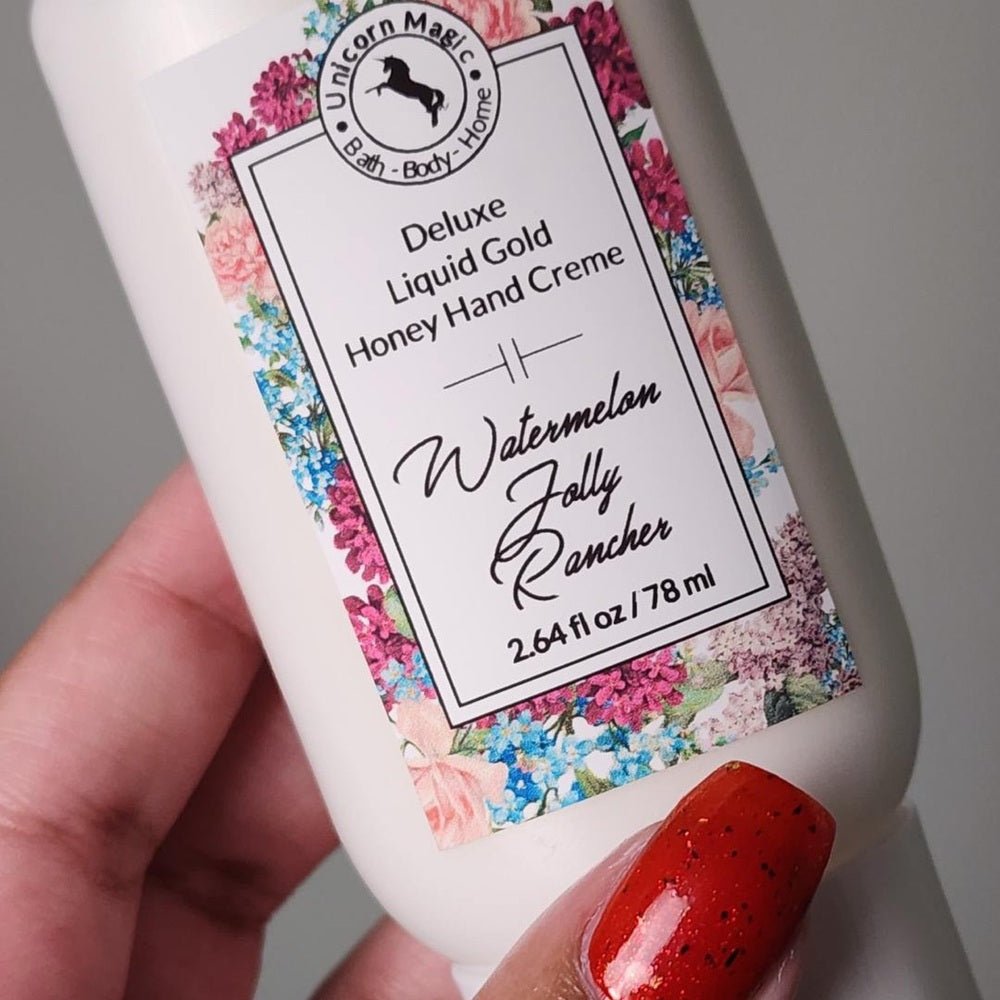 Unicorn Magic
Bath - Body - Home
Deluxe
Liquid Gold
Honey Hand Creme
Watermelon
Jolly
Rancher
2.64 fl oz / 78 ml